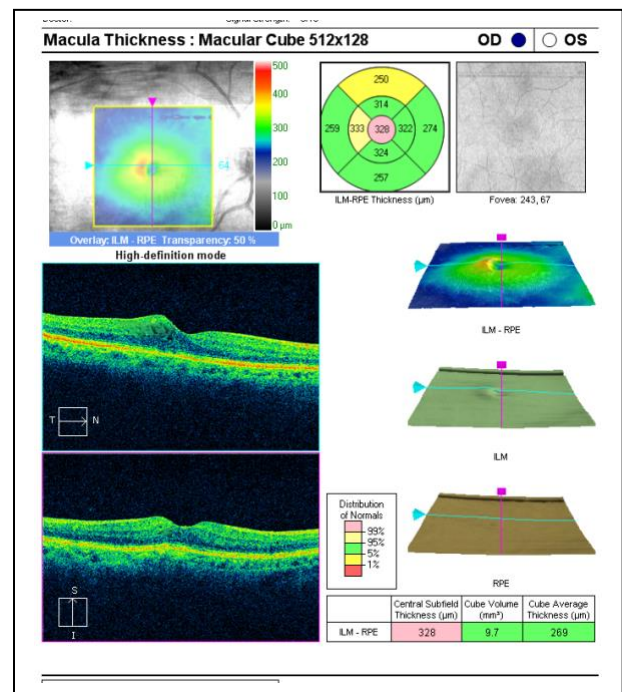 Macula Thickness : Macular Cube 512x128
OD
OS
500
400
300
200
100
0 µm
64
Overlay: ILM - RPE Transparency: 50 %
High-definition mode
250
314
259
333
328
322
274
324
257
ILM-RPE Thickness (µm)
Fovea: 243, 67
ILM - RPE
ILM
RPE
T
N
S
I
Distribution
of Normals
99%
95%
5%
1%
Central Subfield Thickness (µm)
Cube Volume (mm³)
Cube Average Thickness (µm)
ILM - RPE 328 9.7 269